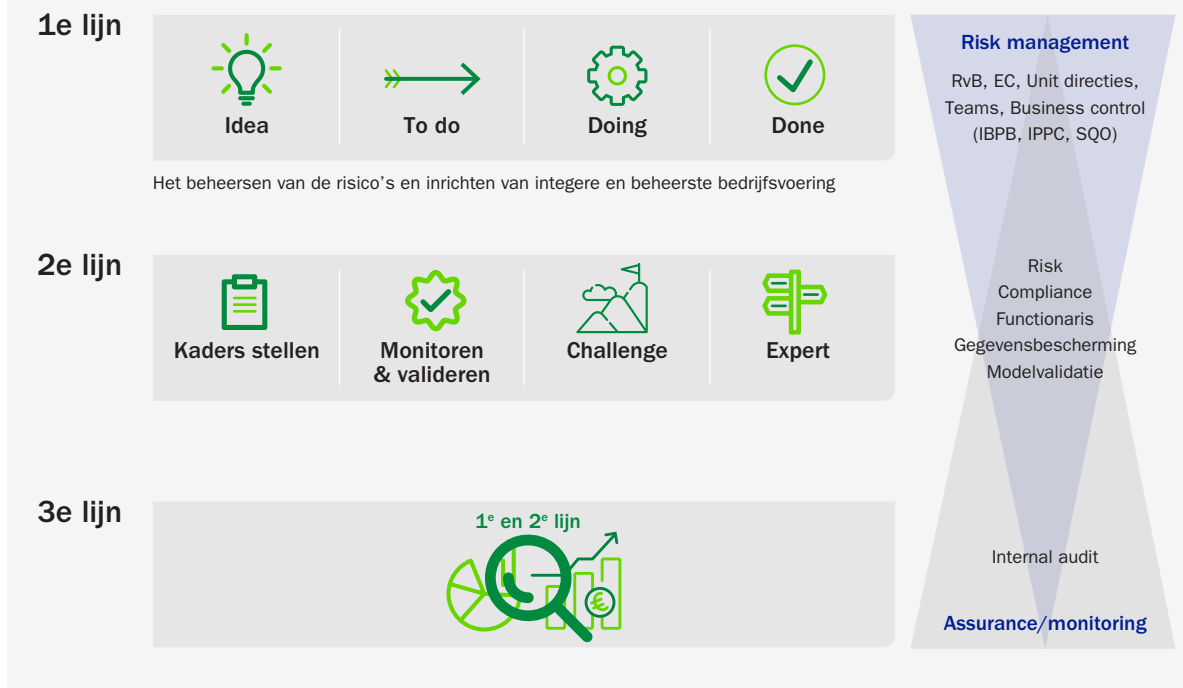 1e lijn
Idea
To do
Doing
Done
Het beheersen van de risico's en inrichten van integere en beheerste bedrijfsvoering
Risk management
RvB, EC, Unit directies,
Teams, Business control
(IBPB, IPPC, SQO)
2e lijn
Kaders stellen
Monitoren
& valideren
Challenge
Expert
Risk
Compliance
Functionaris
Gegevensbescherming
Modelvalidatie
3e lijn
1e en 2e lijn
€
Internal audit
Assurance/monitoring